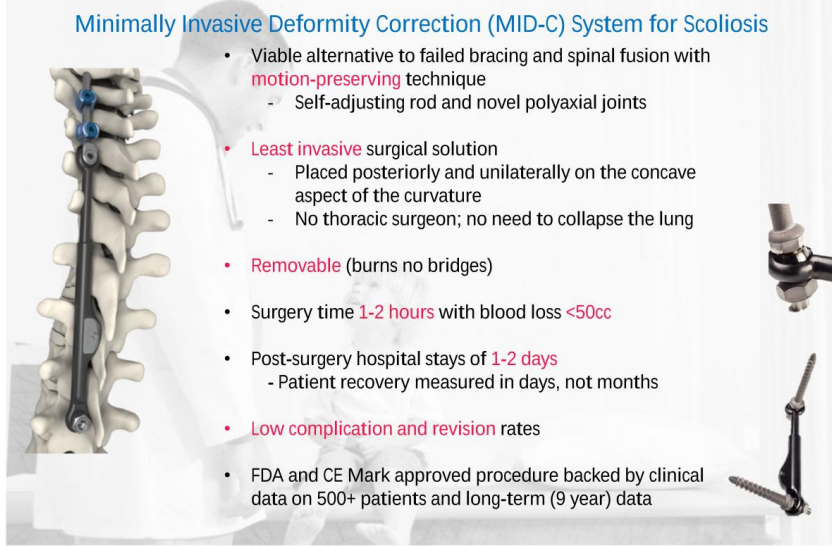 Minimally Invasive Deformity Correction (MID-C) System for Scoliosis
• Viable alternative to failed bracing and spinal fusion with
motion-preserving technique
- Self-adjusting rod and novel polyaxial joints
• Least invasive surgical solution
- Placed posteriorly and unilaterally on the concave
aspect of the curvature
- No thoracic surgeon; no need to collapse the lung
• Removable (burns no bridges)
• Surgery time 1-2 hours with blood loss <50cc
• Post-surgery hospital stays of 1-2 days
- Patient recovery measured in days, not months
• Low complication and revision rates
• FDA and CE Mark approved procedure backed by clinical
data on 500+ patients and long-term (9 year) data